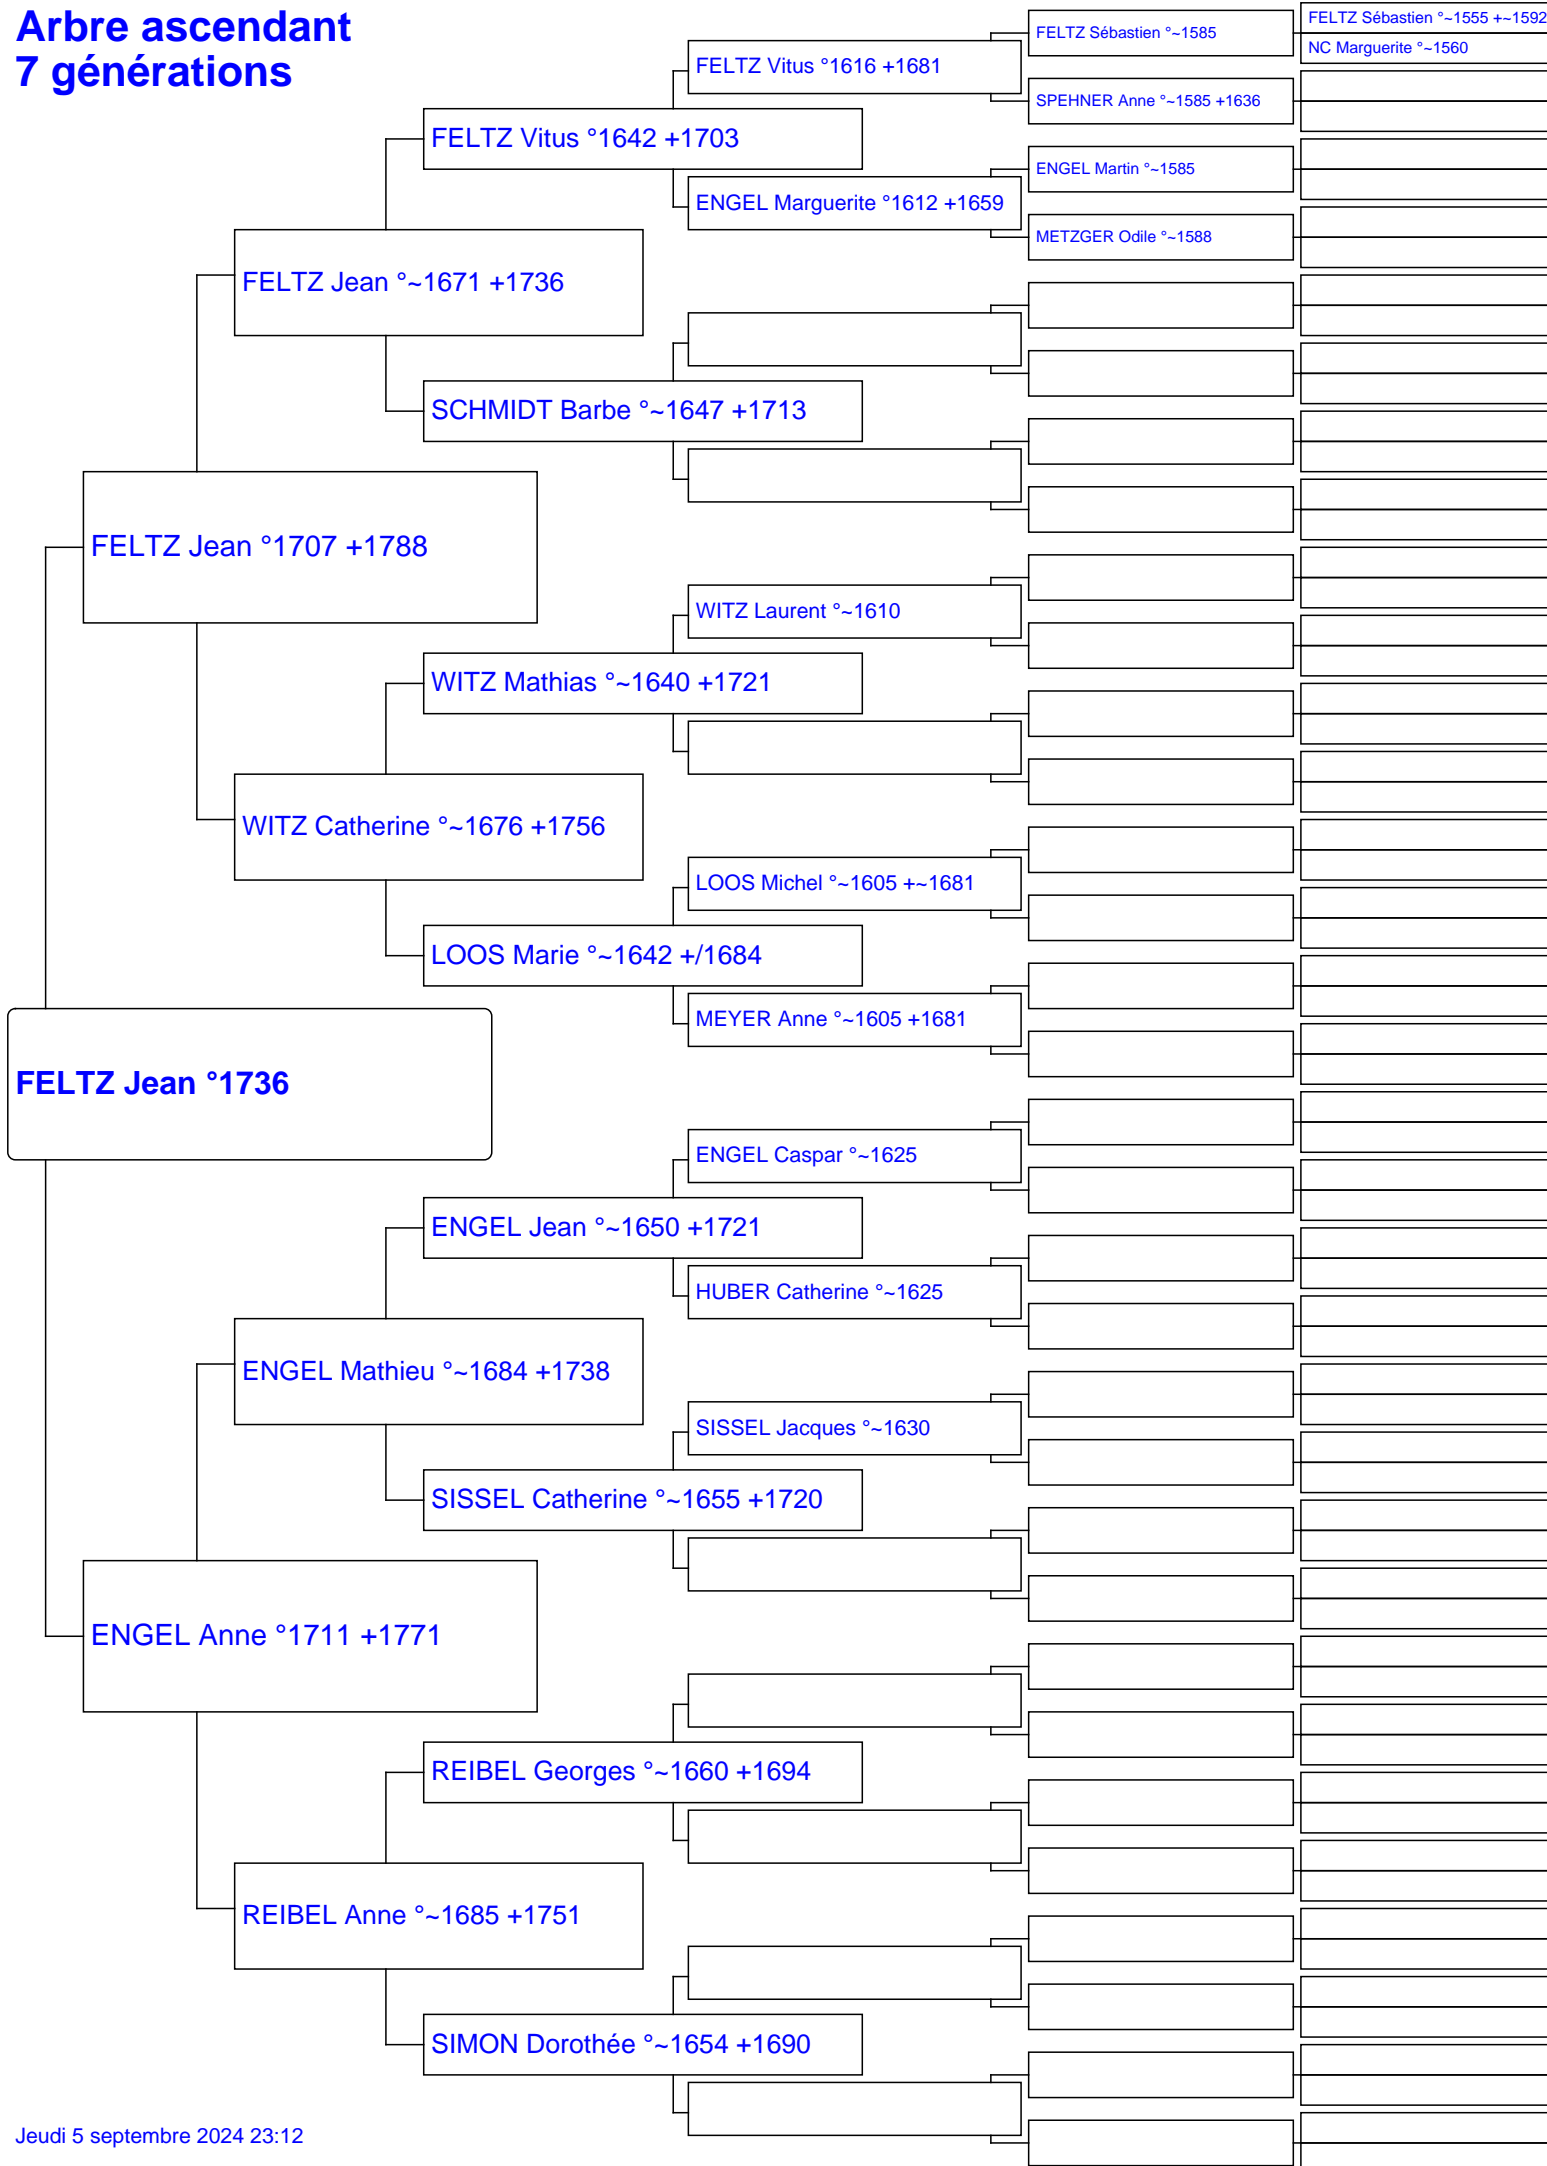 Arbre ascendant
7 générations
FELTZ Sébastien °~1555 +~1592
FELTZ Sébastien °~1585
NC Marguerite °~1560
FELTZ Vitus °1616 +1681
SPEHNER Anne °~1585 +1636
FELTZ Vitus °1642 +1703
ENGEL Martin °~1585
ENGEL Marguerite °1612 +1659
METZGER Odile °~1588
FELTZ Jean °~1671 +1736
SCHMIDT Barbe °~1647 +1713
FELTZ Jean °1707 +1788
WITZ Laurent °~1610
WITZ Mathias °~1640 +1721
WITZ Catherine °~1676 +1756
LOOS Michel °~1605 +~1681
LOOS Marie °~1642 +/1684
MEYER Anne °~1605 +1681
FELTZ Jean °1736
ENGEL Caspar °~1625
ENGEL Jean °~1650 +1721
HUBER Catherine °~1625
ENGEL Mathieu °~1684 +1738
SISSEL Jacques °~1630
SISSEL Catherine °~1655 +1720
ENGEL Anne °1711 +1771
REIBEL Georges °~1660 +1694
REIBEL Anne °~1685 +1751
SIMON Dorothée °~1654 +1690
Jeudi 5 septembre 2024 23:12